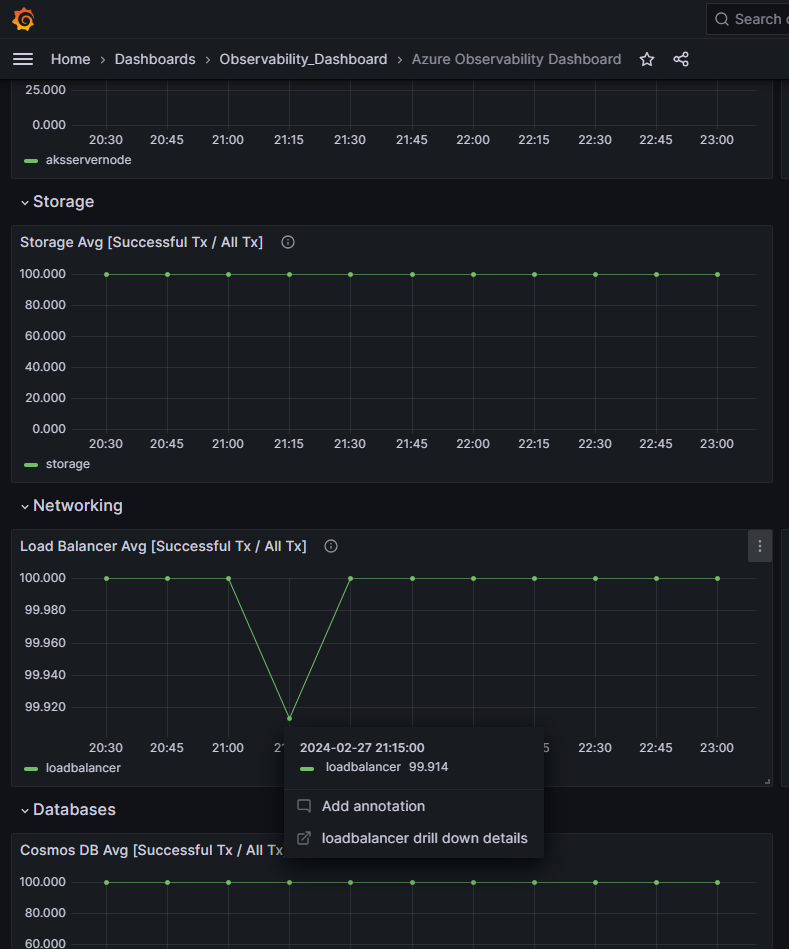 Search
Home › Dashboards › Observability_Dashboard › Azure Observability Dashboard
25.000
0.000
20:30 20:45 21:00 21:15 21:30 21:45 22:00 22:15 22:30 22:45 23:00
aksservernode
Storage
Storage Avg [Successful Tx / All Tx]
100.000
80.000
60.000
40.000
20.000
0.000
20:30 20:45 21:00 21:15 21:30 21:45 22:00 22:15 22:30 22:45 23:00
storage
Networking
Load Balancer Avg [Successful Tx / All Tx]
100.000
99.980
99.960
99.940
99.920
20:30 20:45 21:00 22:30 22:45 23:00
loadbalancer
2024-02-27 21:15:00
loadbalancer 99.914
Add annotation
loadbalancer drill down details
Databases
Cosmos DB Avg [Successful Tx / All Tx
100.000
80.000
60.000